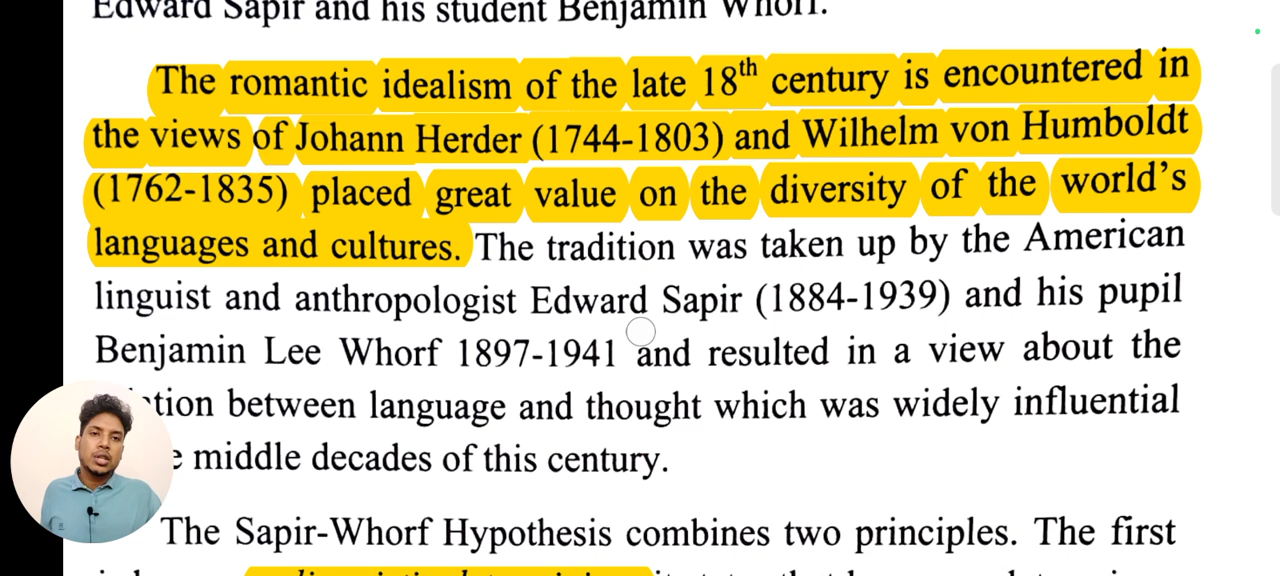 Edward Sapir and his student Benjamin Whorf.
The romantic idealism of the late 18th century is encountered in
the views of Johann Herder (1744-1803) and Wilhelm von Humboldt
(1762-1835) placed great value on the diversity of the world's
languages and cultures. The tradition was taken up by the American
linguist and anthropologist Edward Sapir (1884-1939) and his pupil
Benjamin Lee Whorf 1897-1941 and resulted in a view about the
between language and thought which was widely influential
middle decades of this century.
The Sapir-Whorf Hypothesis combines two principles. The first